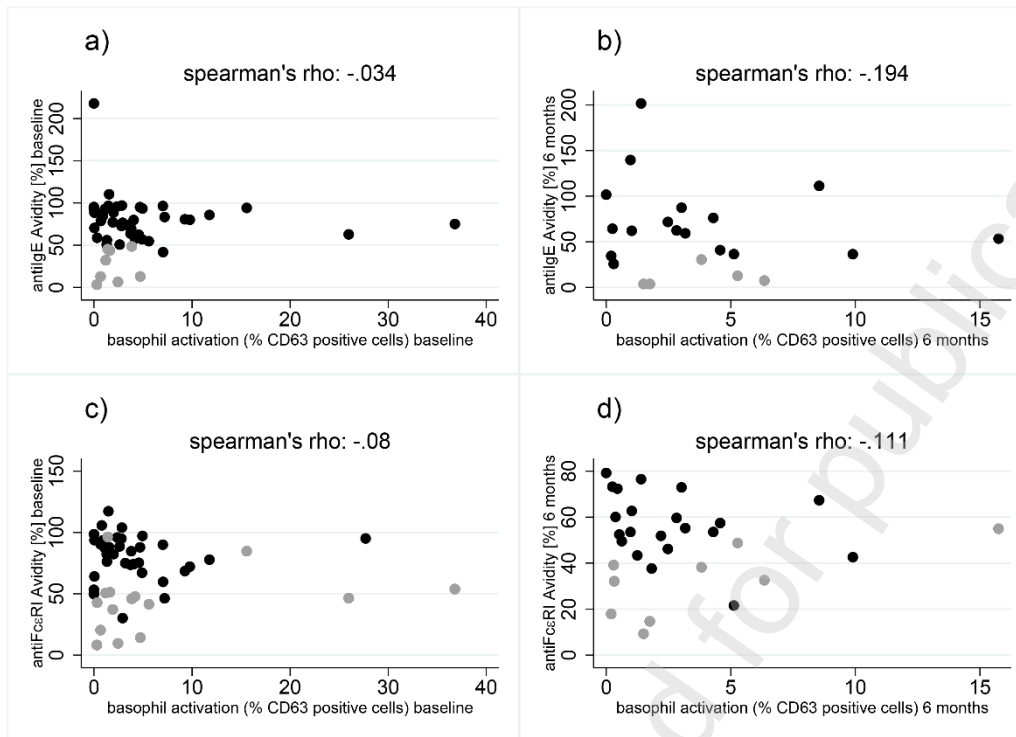 a)
spearman's rho: -.034
antiIgE Avidity [%] baseline
200
150
100
50
0
0 10 20 30 40
basophil activation (% CD63 positive cells) baseline
b)
spearman's rho: -.194
antiIgE Avidity [%] 6 months
200
150
100
50
0
0 5 10 15
basophil activation (% CD63 positive cells) 6 months
c)
spearman's rho: -.08
antiFcεRI Avidity [%] baseline
150
100
50
0
0 10 20 30 40
basophil activation (% CD63 positive cells) baseline
d)
spearman's rho: -.111
antiFcεRI Avidity [%] 6 months
80
60
40
20
0
0 5 10 15
basophil activation (% CD63 positive cells) 6 months
d for public